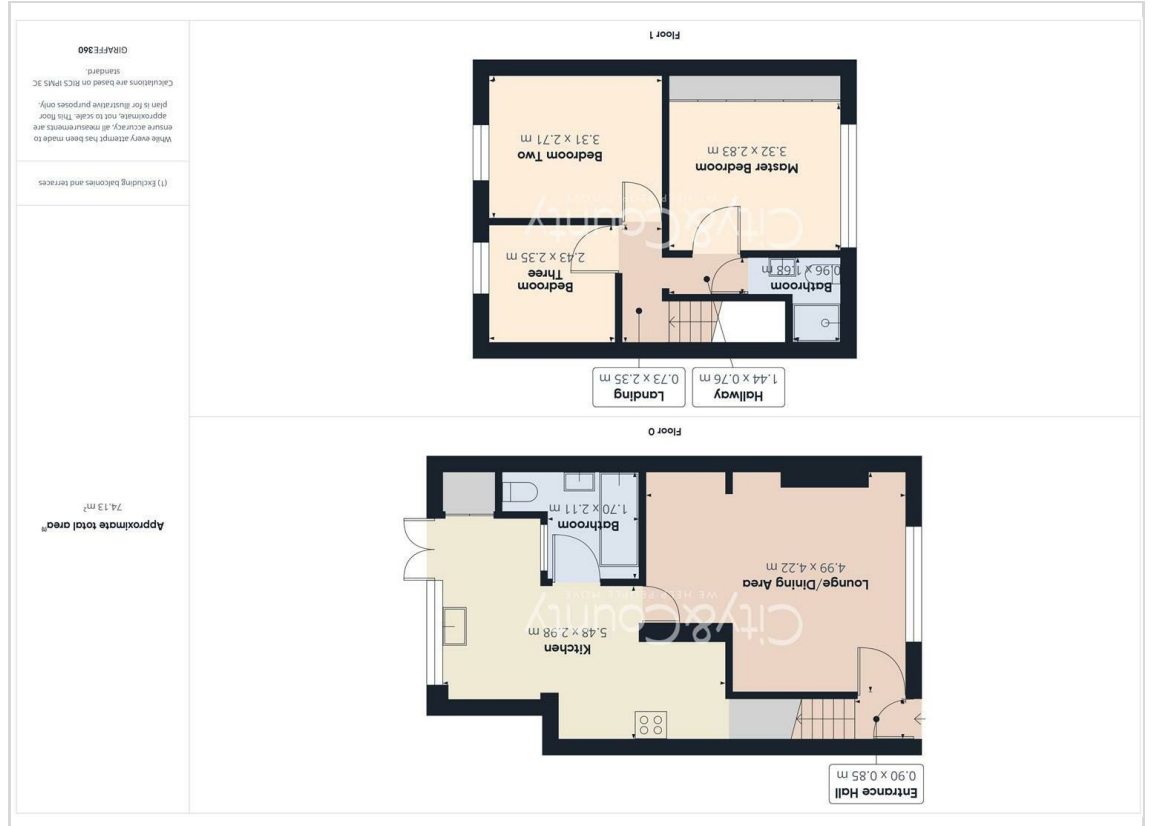 Approximate total area⁽¹⁾
74.13 m²
(1) Excluding balconies and terraces
While every attempt has been made to
ensure accuracy, all measurements are
approximate, not to scale. This floor
plan is for illustrative purposes only.
Calculations are based on RICS IPMS 3C
standard.
GIRAFFE360
Entrance Hall
0.90 x 0.85 m
Kitchen
5.48 x 2.98 m
Lounge/Dining Area
4.99 x 4.22 m
Bathroom
1.70 x 2.11 m
City&County
WE HELP PEOPLE MOVE
Floor 0
Hallway
1.44 x 0.76 m
Landing
0.73 x 2.35 m
Bathroom
0.96 x 1.68 m
Bedroom
Three
2.43 x 2.35 m
Master Bedroom
3.32 x 2.83 m
Bedroom Two
3.31 x 2.71 m
City&County
Floor 1